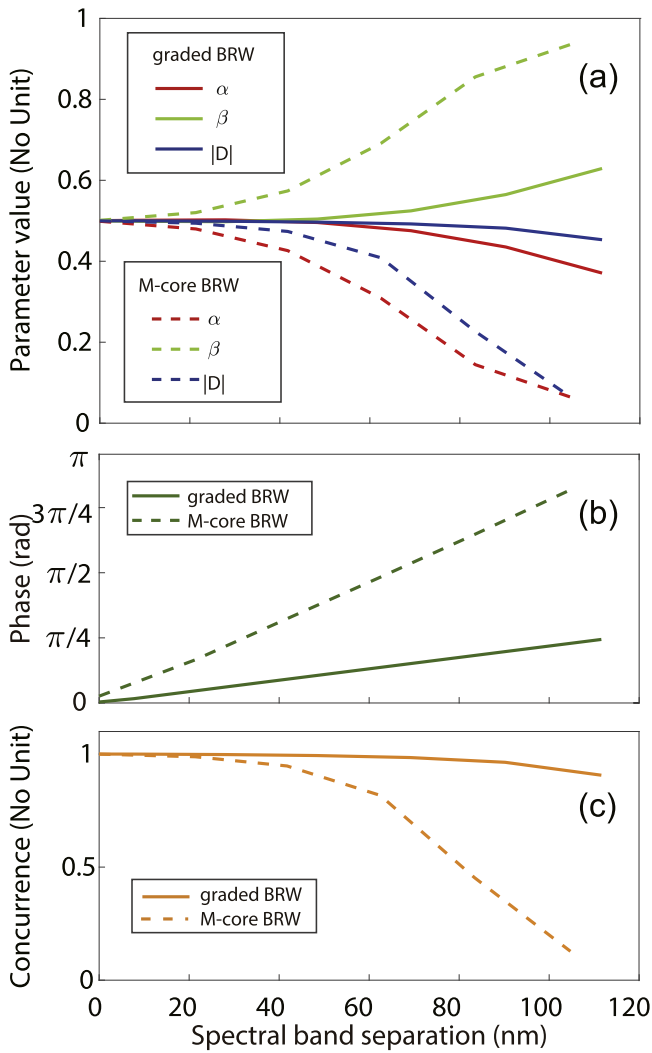 1
(a)
graded BRW
α
β
|D|
0.8
0.6
0.4
M-core BRW
α
β
|D|
0.2
0
Parameter value (No Unit)
π
3π/4
π/2
π/4
0
Phase (rad)
graded BRW
M-core BRW
(b)
1
0.5
0
Concurrence (No Unit)
(c)
graded BRW
M-core BRW
0 20 40 60 80 100 120
Spectral band separation (nm)